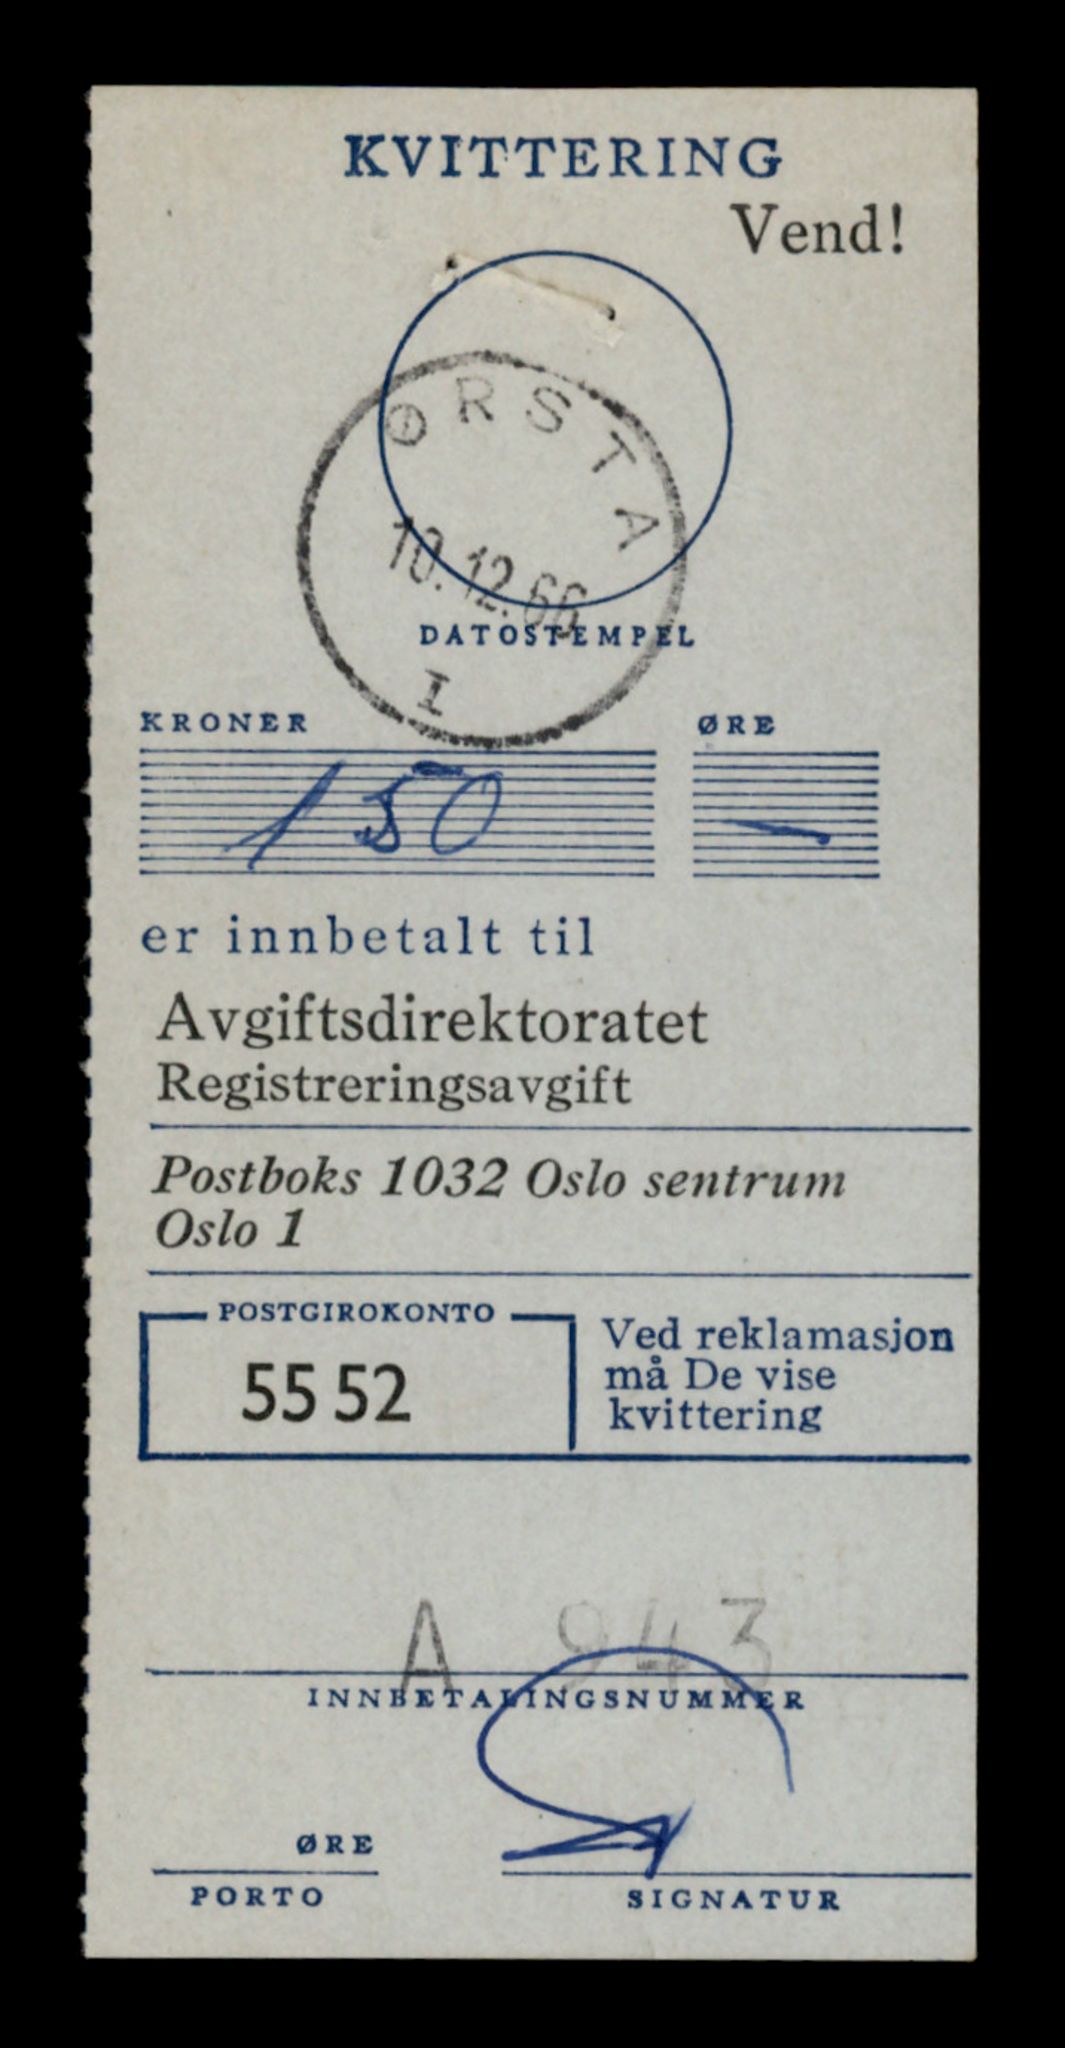 KVITTERING
Vend!
ØRSTA
10.12.66
I
DATOSTEMPEL
KRONER ØRE
150 —
er innbetalt til
Avgiftsdirektoratet
Registreringsavgift
Postboks 1032 Oslo sentrum
Oslo 1
POSTGIROKONTO
55 52
Ved reklamasjon
må De vise
kvittering
A 943
INNBETALINGSNUMMER
ØRE
PORTO
SIGNATUR